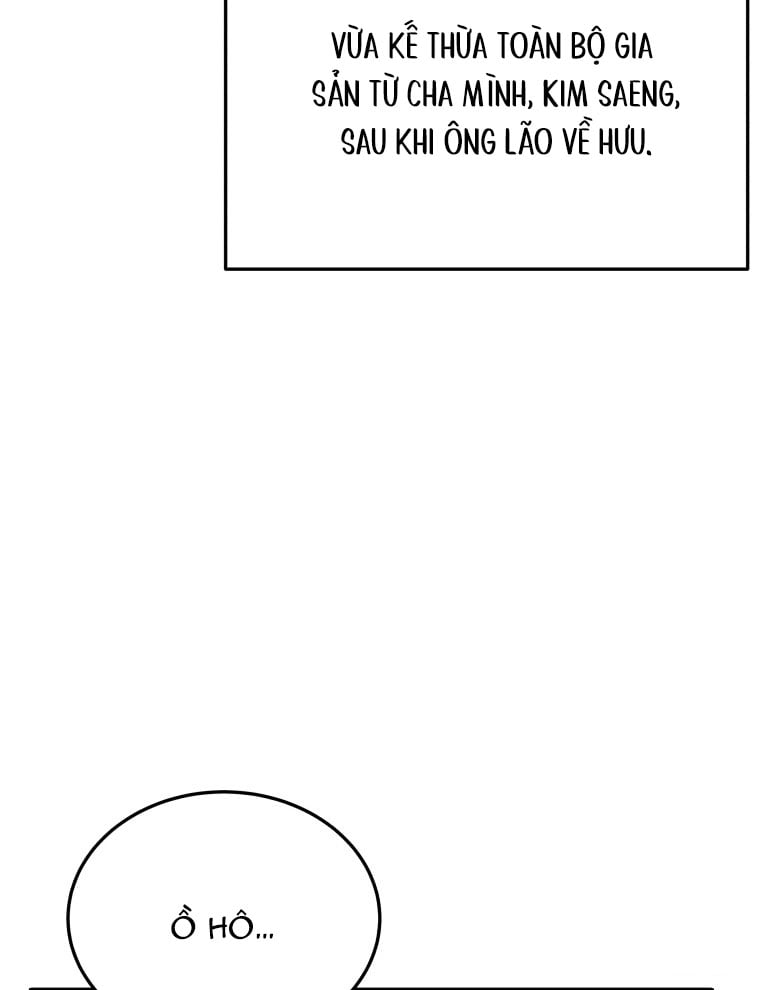 VỪA KẾ THỪA TOÀN BỘ GIA
SẢN TỪ CHA MÌNH, KIM SAENG,
SAU KHI ÔNG LÃO VỀ HƯU.
Ồ HÔ...